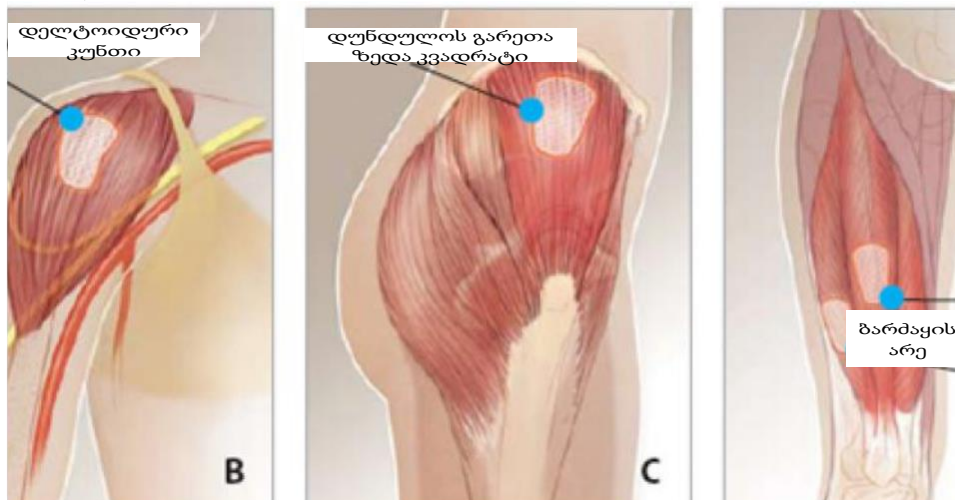 დელტოიდური
კუნთი
დუნდულოს გარეთა
ზედა კვადრატი
ბარძაყის
არე
B
C